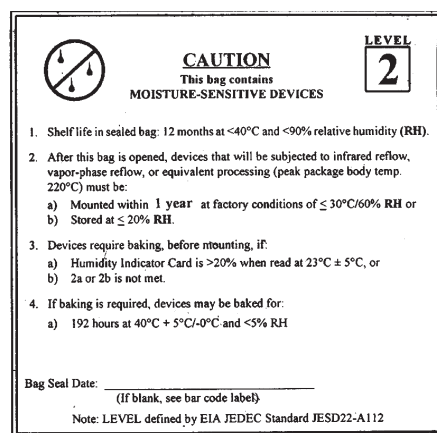 LEVEL
2
CAUTION
This bag contains
MOISTURE-SENSITIVE DEVICES
1. Shelf life in sealed bag: 12 months at <40°C and <90% relative humidity (RH).
2. After this bag is opened, devices that will be subjected to infrared reflow,
vapor-phase reflow, or equivalent processing (peak package body temp.
220°C) must be:
a) Mounted within 1 year at factory conditions of ≤ 30°C/60% RH or
b) Stored at ≤ 20% RH.
3. Devices require baking, before mounting, if:
a) Humidity Indicator Card is >20% when read at 23°C ± 5°C, or
b) 2a or 2b is not met.
4. If baking is required, devices may be baked for:
a) 192 hours at 40°C + 5°C/-0°C and <5% RH
Bag Seal Date:
(If blank, see bar code label)
Note: LEVEL defined by EIA JEDEC Standard JESD22-A112